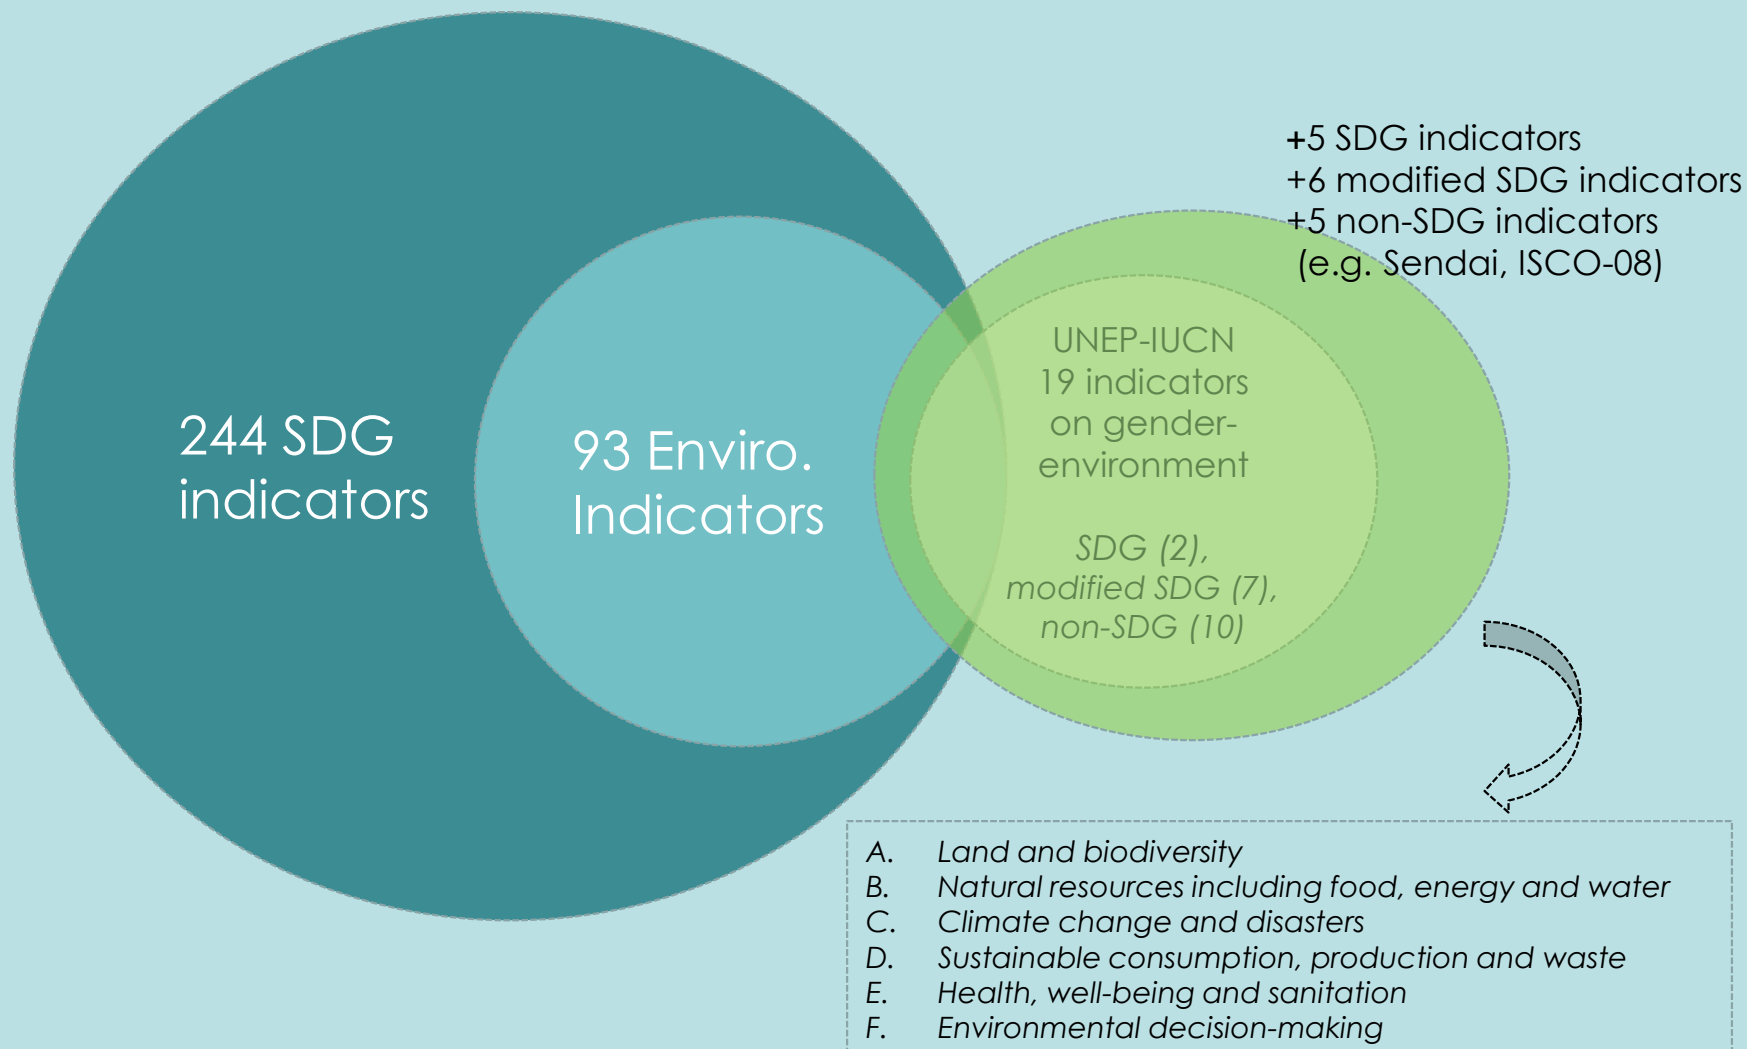 244 SDG
indicators
93 Enviro.
Indicators
UNEP-IUCN
19 indicators
on gender-
environment
SDG (2),
modified SDG (7),
non-SDG (10)
+5 SDG indicators
+6 modified SDG indicators
+5 non-SDG indicators
(e.g. Sendai, ISCO-08)
A. Land and biodiversity
B. Natural resources including food, energy and water
C. Climate change and disasters
D. Sustainable consumption, production and waste
E. Health, well-being and sanitation
F. Environmental decision-making